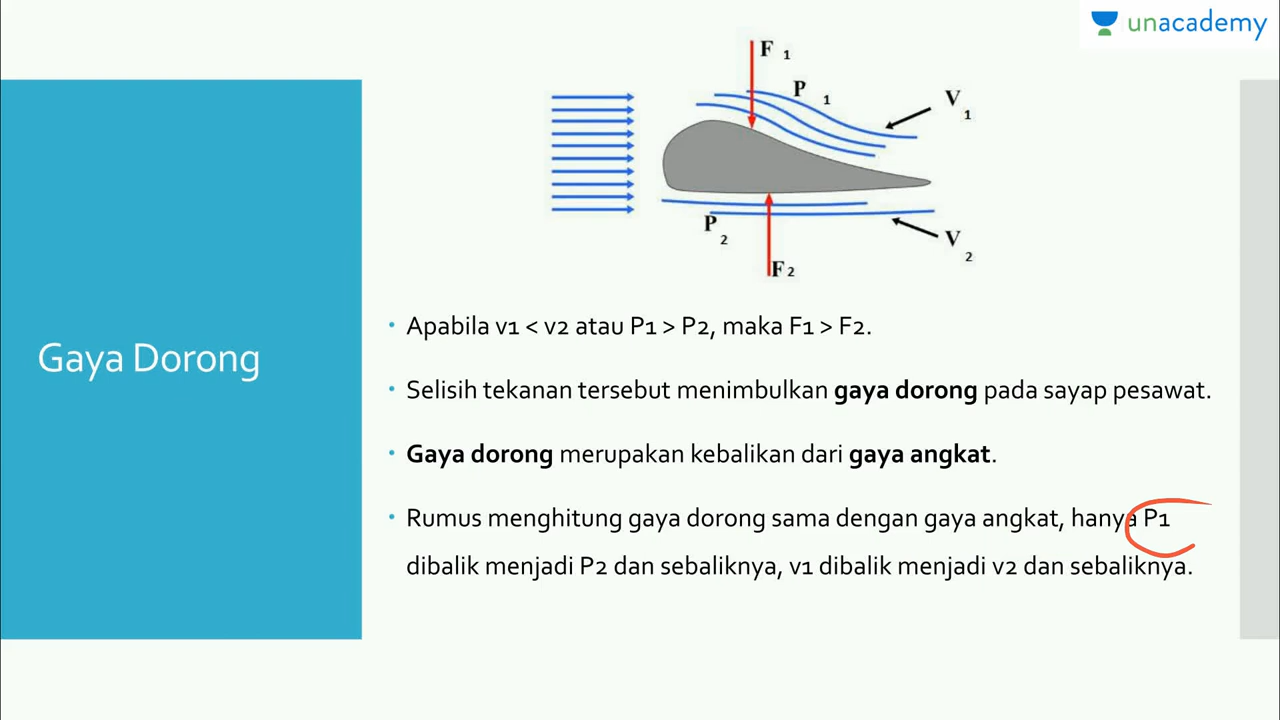 unacademy
F 1
P 1
V 1
P 2
V 2
F 2
Gaya Dorong
• Apabila v1 < v2 atau P1 > P2, maka F1 > F2.
• Selisih tekanan tersebut menimbulkan gaya dorong pada sayap pesawat.
• Gaya dorong merupakan kebalikan dari gaya angkat.
• Rumus menghitung gaya dorong sama dengan gaya angkat, hanya P1
dibalik menjadi P2 dan sebaliknya, v1 dibalik menjadi v2 dan sebaliknya.